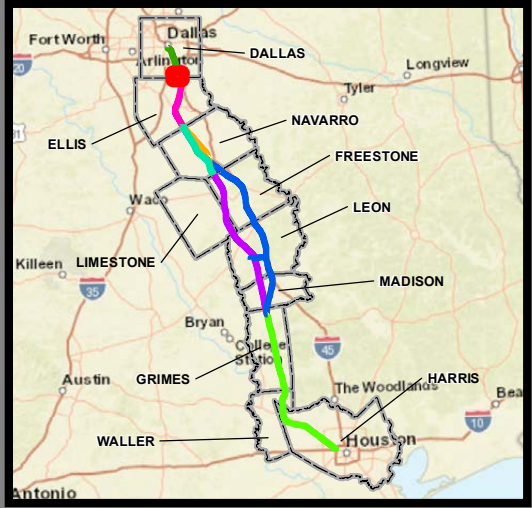 Dallas
Fort Worth
DALLAS
Arlington
20
Longview
Tyler
NAVARRO
ELLIS
FREESTONE
Waco
LEON
LIMESTONE
Killeen
MADISON
35
Bryan
College
Station
45
GRIMES
Austin
The Woodlands
HARRIS
Bea
10
WALLER
Houston
Antonio